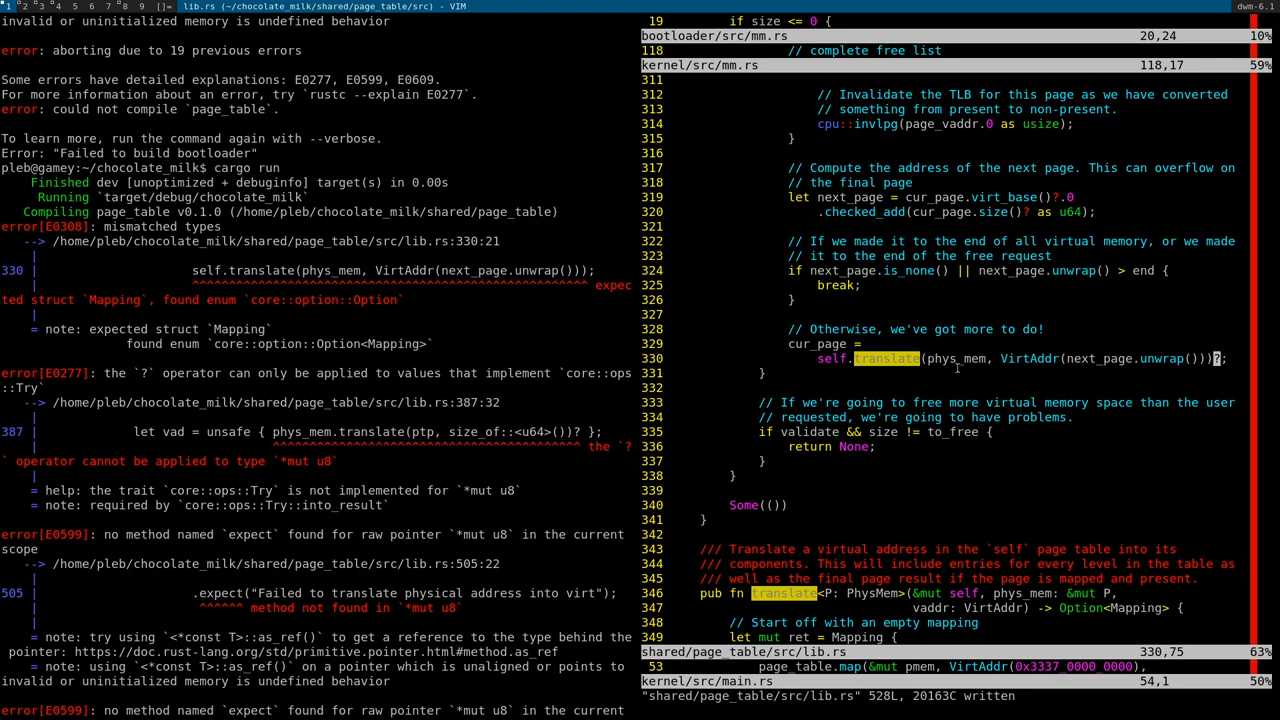 1 2 3 4 5 6 7 8 9 []= lib.rs (~/chocolate_milk/shared/page_table/src) - VIM dwm-6.1
invalid or uninitialized memory is undefined behavior

error: aborting due to 19 previous errors

Some errors have detailed explanations: E0277, E0599, E0609.
For more information about an error, try `rustc --explain E0277`.
error: could not compile `page_table`.

To learn more, run the command again with --verbose.
Error: "Failed to build bootloader"
pleb@gamey:~/chocolate_milk$ cargo run
    Finished dev [unoptimized + debuginfo] target(s) in 0.00s
     Running `target/debug/chocolate_milk`
   Compiling page_table v0.1.0 (/home/pleb/chocolate_milk/shared/page_table)
error[E0308]: mismatched types
   --> /home/pleb/chocolate_milk/shared/page_table/src/lib.rs:330:21
    |
330 |                     self.translate(phys_mem, VirtAddr(next_page.unwrap()));
    |                     ^^^^^^^^^^^^^^^^^^^^^^^^^^^^^^^^^^^^^^^^^^^^^^^^^^^^^^ expec
ted struct `Mapping`, found enum `core::option::Option`
    |
    = note: expected struct `Mapping`
                 found enum `core::option::Option<Mapping>`

error[E0277]: the `?` operator can only be applied to values that implement `core::ops
::Try`
   --> /home/pleb/chocolate_milk/shared/page_table/src/lib.rs:387:32
    |
387 |             let vad = unsafe { phys_mem.translate(ptp, size_of::<u64>())? };
    |                                ^^^^^^^^^^^^^^^^^^^^^^^^^^^^^^^^^^^^^^^^^^ the `?
` operator cannot be applied to type `*mut u8`
    |
    = help: the trait `core::ops::Try` is not implemented for `*mut u8`
    = note: required by `core::ops::Try::into_result`

error[E0599]: no method named `expect` found for raw pointer `*mut u8` in the current
scope
   --> /home/pleb/chocolate_milk/shared/page_table/src/lib.rs:505:22
    |
505 |                     .expect("Failed to translate physical address into virt");
    |                      ^^^^^^ method not found in `*mut u8`
    |
    = note: try using `<*const T>::as_ref()` to get a reference to the type behind the
 pointer: https://doc.rust-lang.org/std/primitive.pointer.html#method.as_ref
    = note: using `<*const T>::as_ref()` on a pointer which is unaligned or points to
invalid or uninitialized memory is undefined behavior

error[E0599]: no method named `expect` found for raw pointer `*mut u8` in the current
 19         if size <= 0 {
bootloader/src/mm.rs 20,24 10%
118                 // complete free list
kernel/src/mm.rs 118,17 59%
311
312                     // Invalidate the TLB for this page as we have converted
313                     // something from present to non-present.
314                     cpu::invlpg(page_vaddr.0 as usize);
315                 }
316
317                 // Compute the address of the next page. This can overflow on
318                 // the final page
319                 let next_page = cur_page.virt_base()?.0
320                     .checked_add(cur_page.size()? as u64);
321
322                 // If we made it to the end of all virtual memory, or we made
323                 // it to the end of the free request
324                 if next_page.is_none() || next_page.unwrap() > end {
325                     break;
326                 }
327
328                 // Otherwise, we've got more to do!
329                 cur_page =
330                     self.translate(phys_mem, VirtAddr(next_page.unwrap()))?;
331             }
332
333             // If we're going to free more virtual memory space than the user
334             // requested, we're going to have problems.
335             if validate && size != to_free {
336                 return None;
337             }
338         }
339
340         Some(())
341     }
342
343     /// Translate a virtual address in the `self` page table into its
344     /// components. This will include entries for every level in the table as
345     /// well as the final page result if the page is mapped and present.
346     pub fn translate<P: PhysMem>(&mut self, phys_mem: &mut P,
347                                  vaddr: VirtAddr) -> Option<Mapping> {
348         // Start off with an empty mapping
349         let mut ret = Mapping {
shared/page_table/src/lib.rs 330,75 63%
 53             page_table.map(&mut pmem, VirtAddr(0x3337_0000_0000),
kernel/src/main.rs 54,1 50%
"shared/page_table/src/lib.rs" 528L, 20163C written